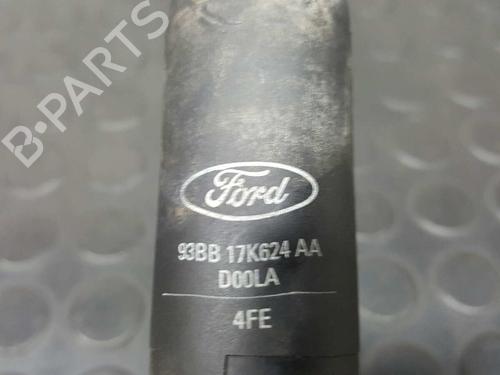 B-PARTS
Ford
93BB 17K624 AA
D00LA
4FE